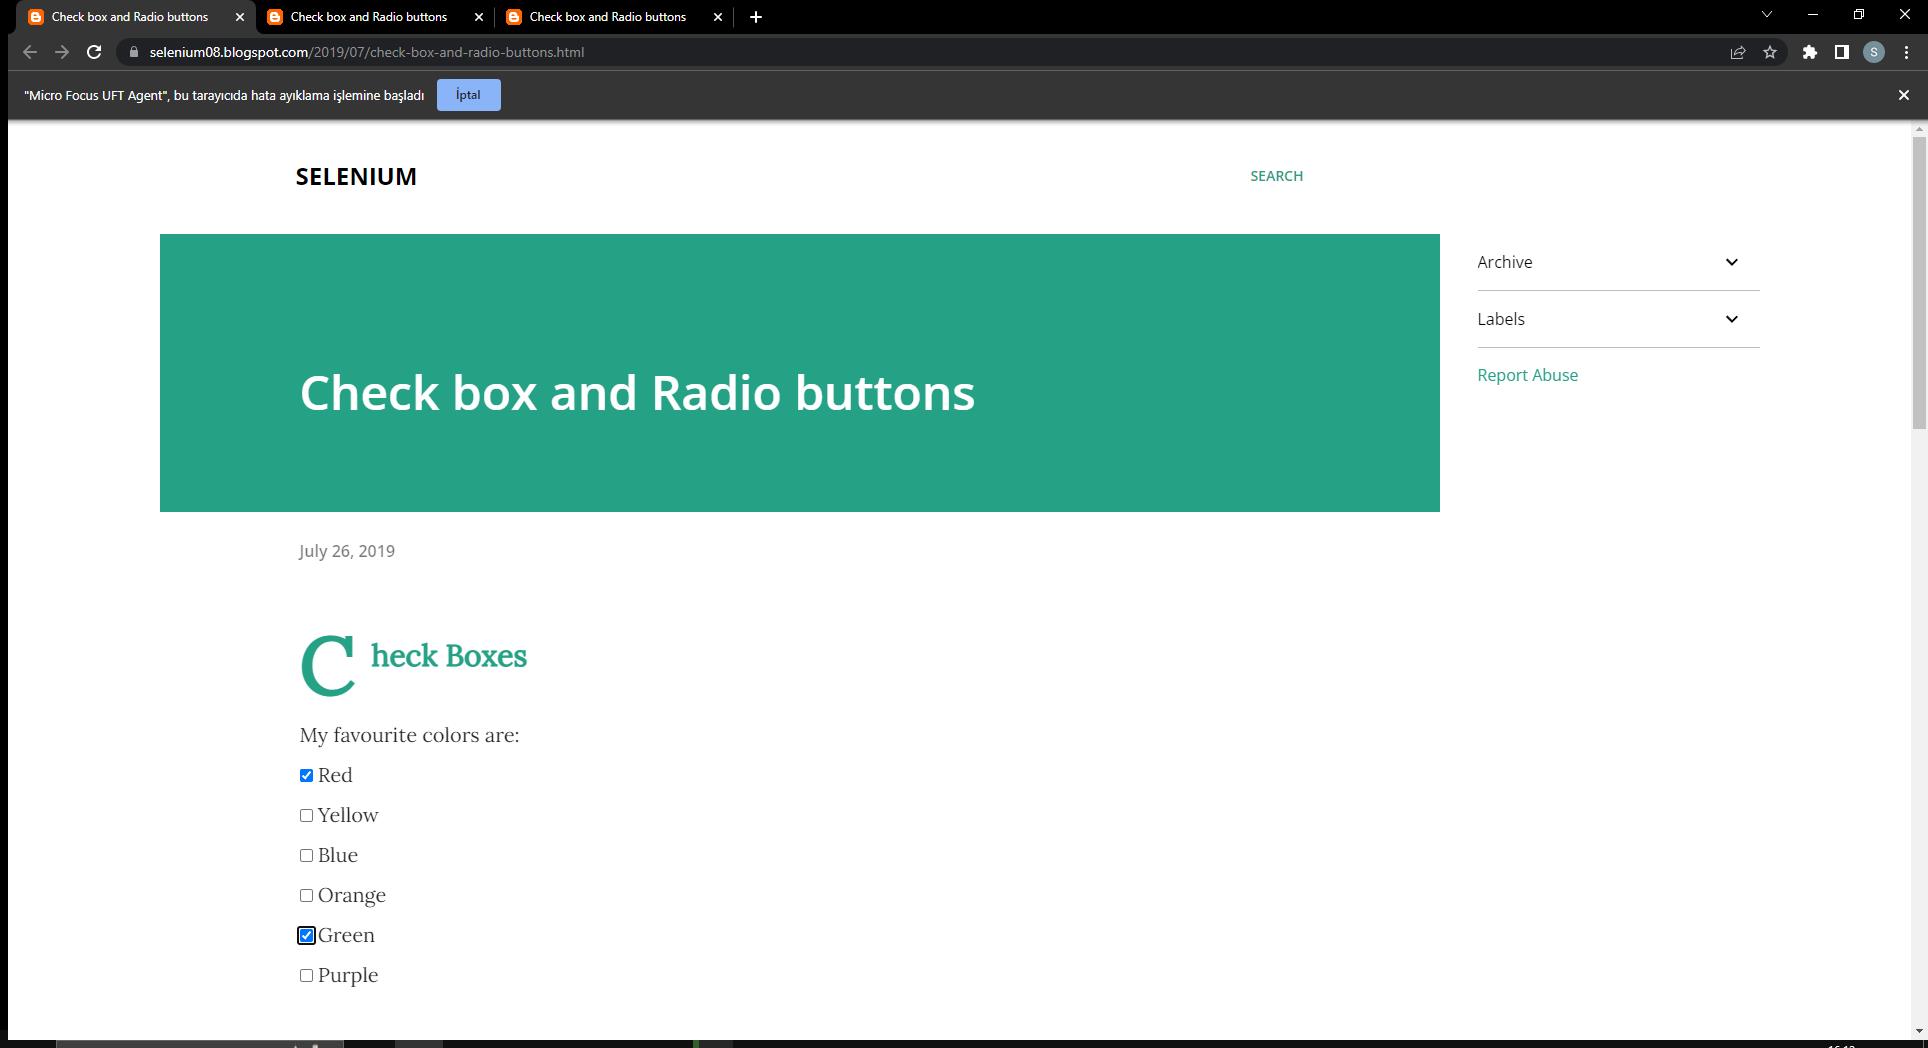 Check box and Radio buttons
Check box and Radio buttons
Check box and Radio buttons
selenium08.blogspot.com/2019/07/check-box-and-radio-buttons.html
S
"Micro Focus UFT Agent", bu tarayıcıda hata ayıklama işlemine başladı
İptal
SELENIUM
SEARCH
Archive
Labels
Report Abuse
Check box and Radio buttons
July 26, 2019
Check Boxes
My favourite colors are:
Red
Yellow
Blue
Orange
Green
Purple